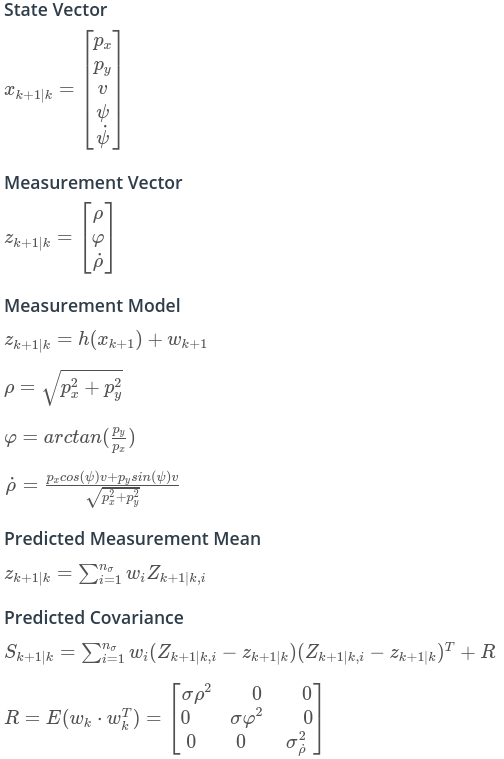 State Vector
$x_{k+1|k} = \begin{bmatrix} p_x \\ p_y \\ v \\ \psi \\ \dot{\psi} \end{bmatrix}$
Measurement Vector
$z_{k+1|k} = \begin{bmatrix} \rho \\ \varphi \\ \dot{\rho} \end{bmatrix}$
Measurement Model
$z_{k+1|k} = h(x_{k+1}) + w_{k+1}$
$\rho = \sqrt{p_x^2 + p_y^2}$
$\varphi = arctan(\frac{p_y}{p_x})$
$\dot{\rho} = \frac{p_x cos(\psi)v + p_y sin(\psi)v}{\sqrt{p_x^2 + p_y^2}}$
Predicted Measurement Mean
$z_{k+1|k} = \sum_{i=1}^{n_\sigma} w_i Z_{k+1|k,i}$
Predicted Covariance
$S_{k+1|k} = \sum_{i=1}^{n_\sigma} w_i (Z_{k+1|k,i} - z_{k+1|k})(Z_{k+1|k,i} - z_{k+1|k})^T + R$
$R = E(w_k \cdot w_k^T) = \begin{bmatrix} \sigma\rho^2 & 0 & 0 \\ 0 & \sigma\varphi^2 & 0 \\ 0 & 0 & \sigma_{\dot{\rho}}^2 \end{bmatrix}$